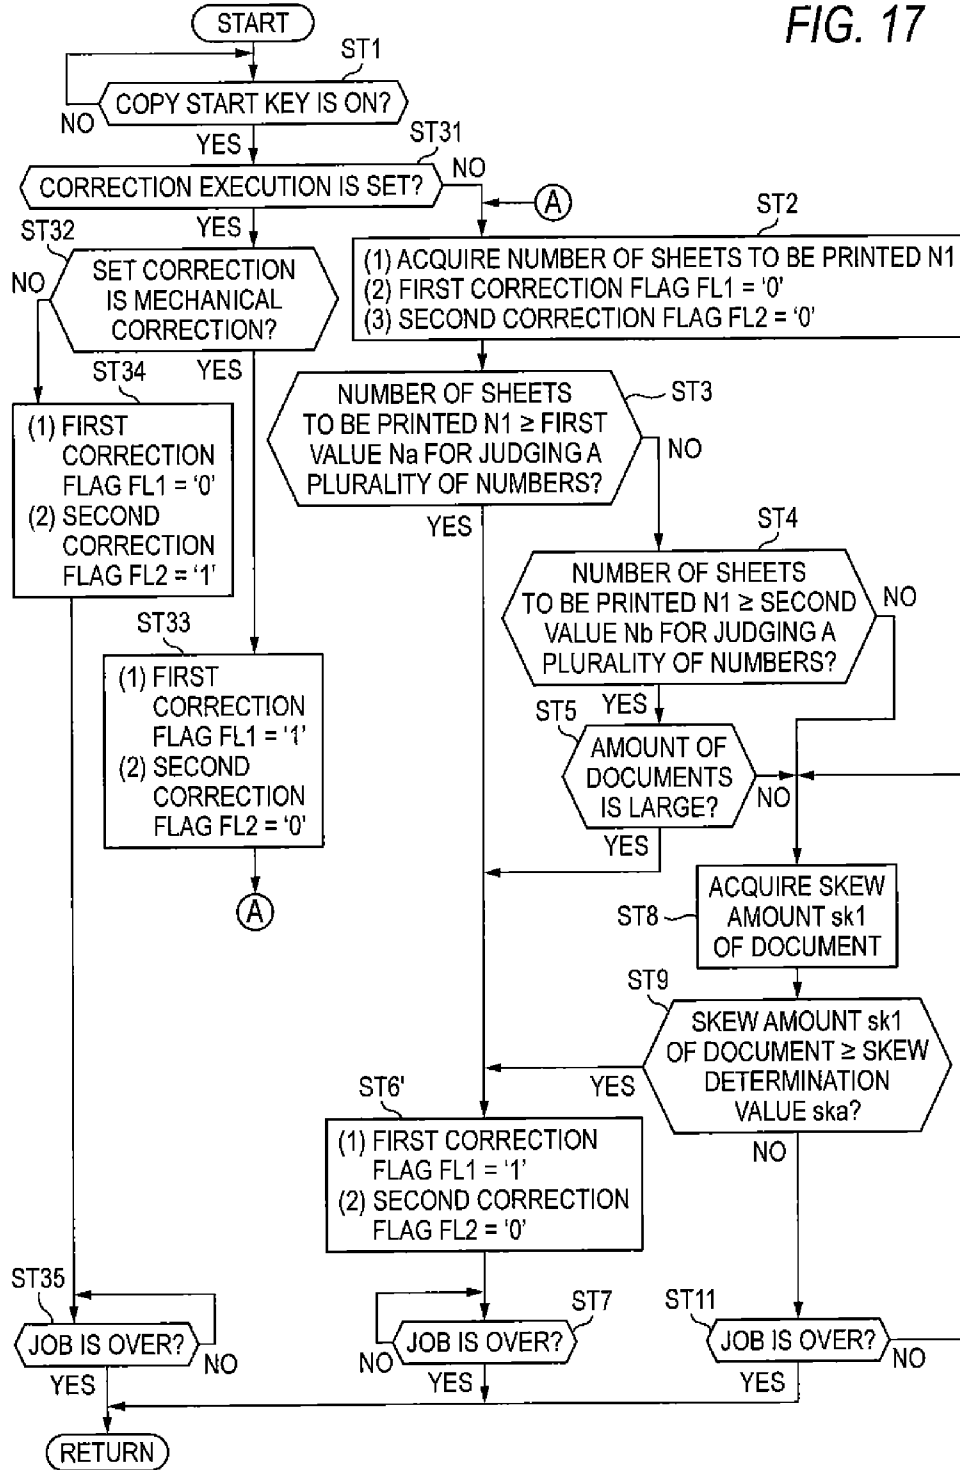 FIG. 17
START
ST1
COPY START KEY IS ON?
NO
YES
ST31
CORRECTION EXECUTION IS SET?
NO
YES
A
ST32
SET CORRECTION
IS MECHANICAL
CORRECTION?
NO
YES
ST2
(1) ACQUIRE NUMBER OF SHEETS TO BE PRINTED N1
(2) FIRST CORRECTION FLAG FL1 = '0'
(3) SECOND CORRECTION FLAG FL2 = '0'
ST34
(1) FIRST
CORRECTION
FLAG FL1 = '0'
(2) SECOND
CORRECTION
FLAG FL2 = '1'
ST3
NUMBER OF SHEETS
TO BE PRINTED N1 ≥ FIRST
VALUE Na FOR JUDGING A
PLURALITY OF NUMBERS?
NO
YES
ST4
NUMBER OF SHEETS
TO BE PRINTED N1 ≥ SECOND
VALUE Nb FOR JUDGING A
PLURALITY OF NUMBERS?
NO
YES
ST33
(1) FIRST
CORRECTION
FLAG FL1 = '1'
(2) SECOND
CORRECTION
FLAG FL2 = '0'
A
ST5
AMOUNT OF
DOCUMENTS
IS LARGE?
NO
YES
ST8
ACQUIRE SKEW
AMOUNT sk1
OF DOCUMENT
ST9
SKEW AMOUNT sk1
OF DOCUMENT ≥ SKEW
DETERMINATION
VALUE ska?
YES
NO
ST6'
(1) FIRST CORRECTION
FLAG FL1 = '1'
(2) SECOND CORRECTION
FLAG FL2 = '0'
ST35
JOB IS OVER?
NO
YES
ST7
JOB IS OVER?
NO
YES
ST11
JOB IS OVER?
NO
YES
RETURN